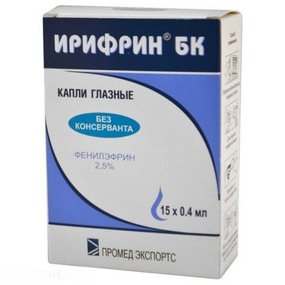 ИРИФРИН® БК
КАПЛИ ГЛАЗНЫЕ
БЕЗ
КОНСЕРВАНТА
ФЕНИЛЭФРИН
2,5%
15 x 0.4 мл
ПРОМЕД ЭКСПОРТС